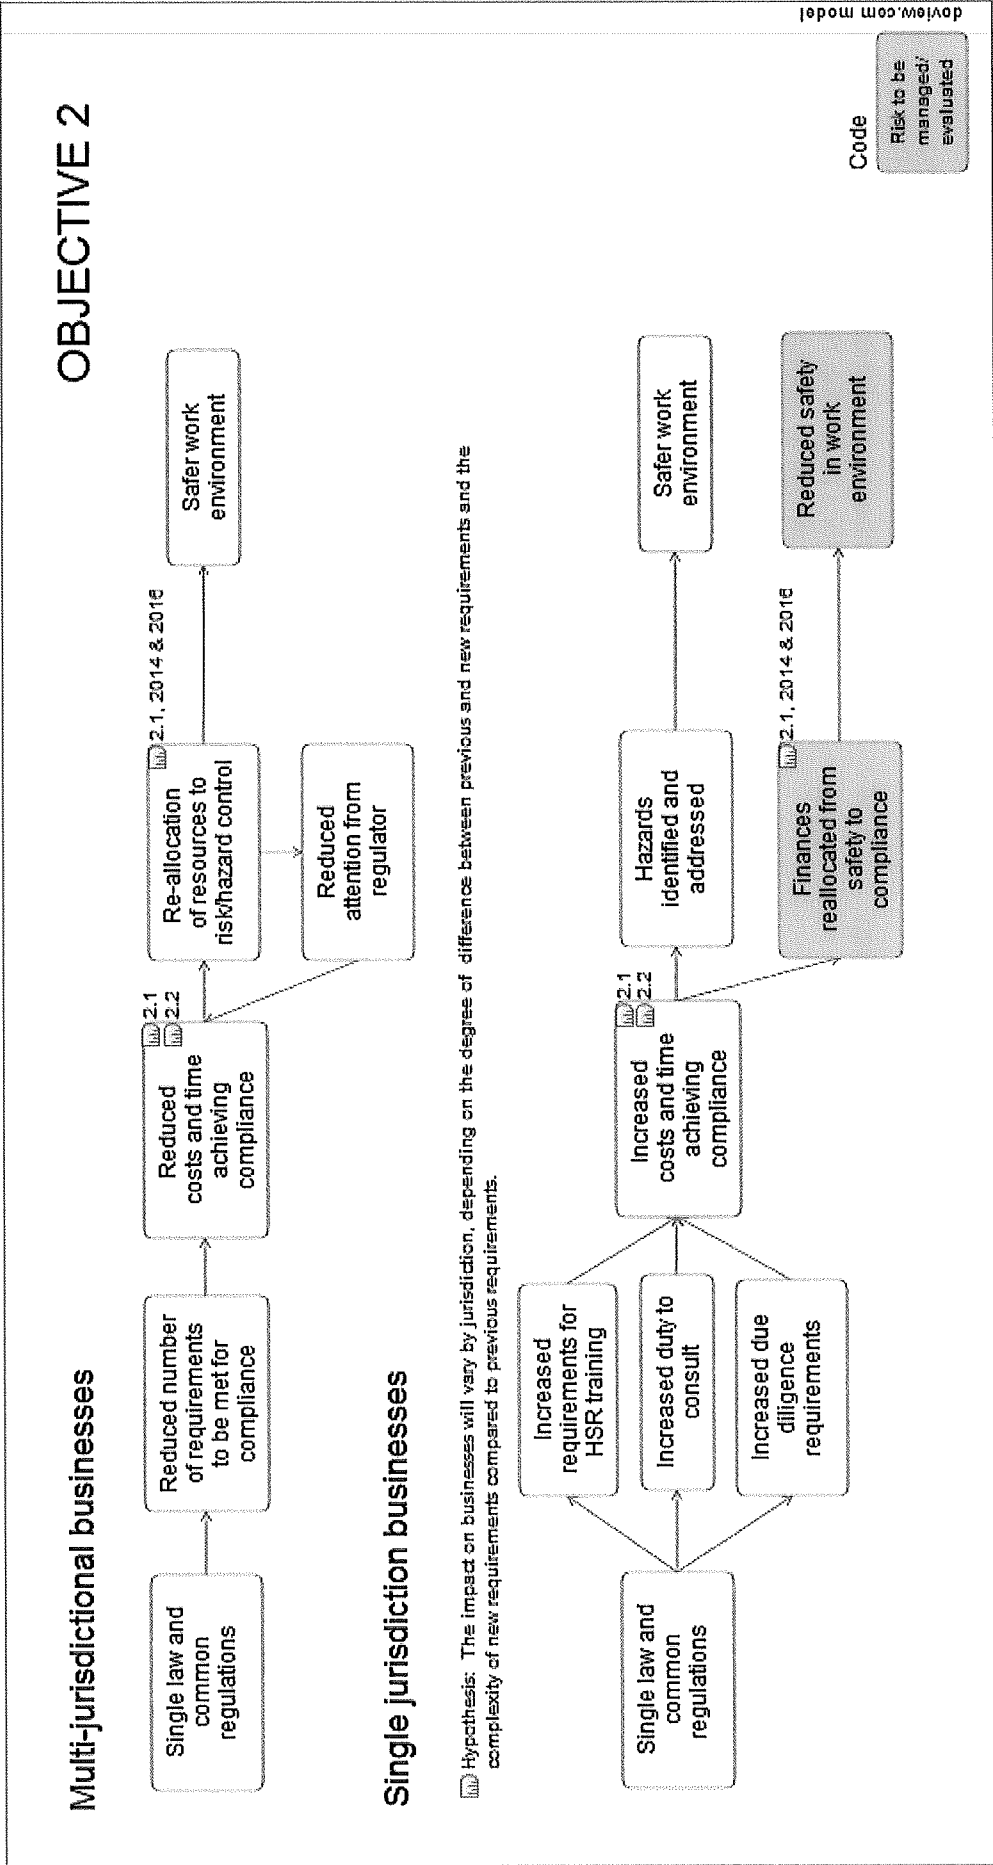 OBJECTIVE 2
Multi-jurisdictional businesses
Single law and
common
regulations
Reduced number
of requirements
to be met for
compliance
2.1
2.2
Reduced
costs and time
achieving
compliance
2.1, 2014 & 2016
Re-allocation
of resources to
risk/hazard control
Reduced
attention from
regulator
Safer work
environment
Single jurisdiction businesses
Hypothesis: The impact on businesses will vary by jurisdiction, depending on the degree of difference between previous and new requirements and the
complexity of new requirements compared to previous requirements.
Single law and
common
regulations
Increased
requirements for
HSR training
Increased duty to
consult
Increased due
diligence
requirements
2.1
2.2
Increased
costs and time
achieving
compliance
Hazards
identified and
addressed
Safer work
environment
2.1, 2014 & 2016
Finances
reallocated from
safety to
compliance
Reduced safety
in work
environment
Code
Risk to be
managed/
evaluated
doview.com model